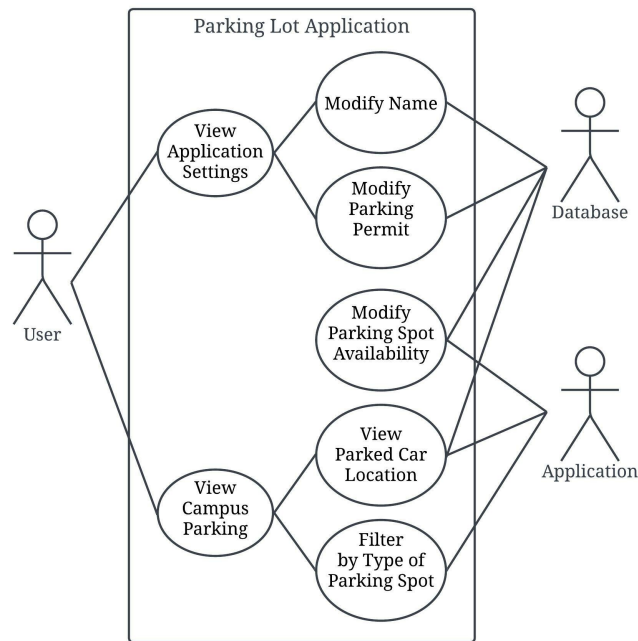 Parking Lot Application
Modify Name
View
Application
Settings
Modify
Parking
Permit
Database
User
Modify
Parking Spot
Availability
View
Parked Car
Location
Application
View
Campus
Parking
Filter
by Type of
Parking Spot